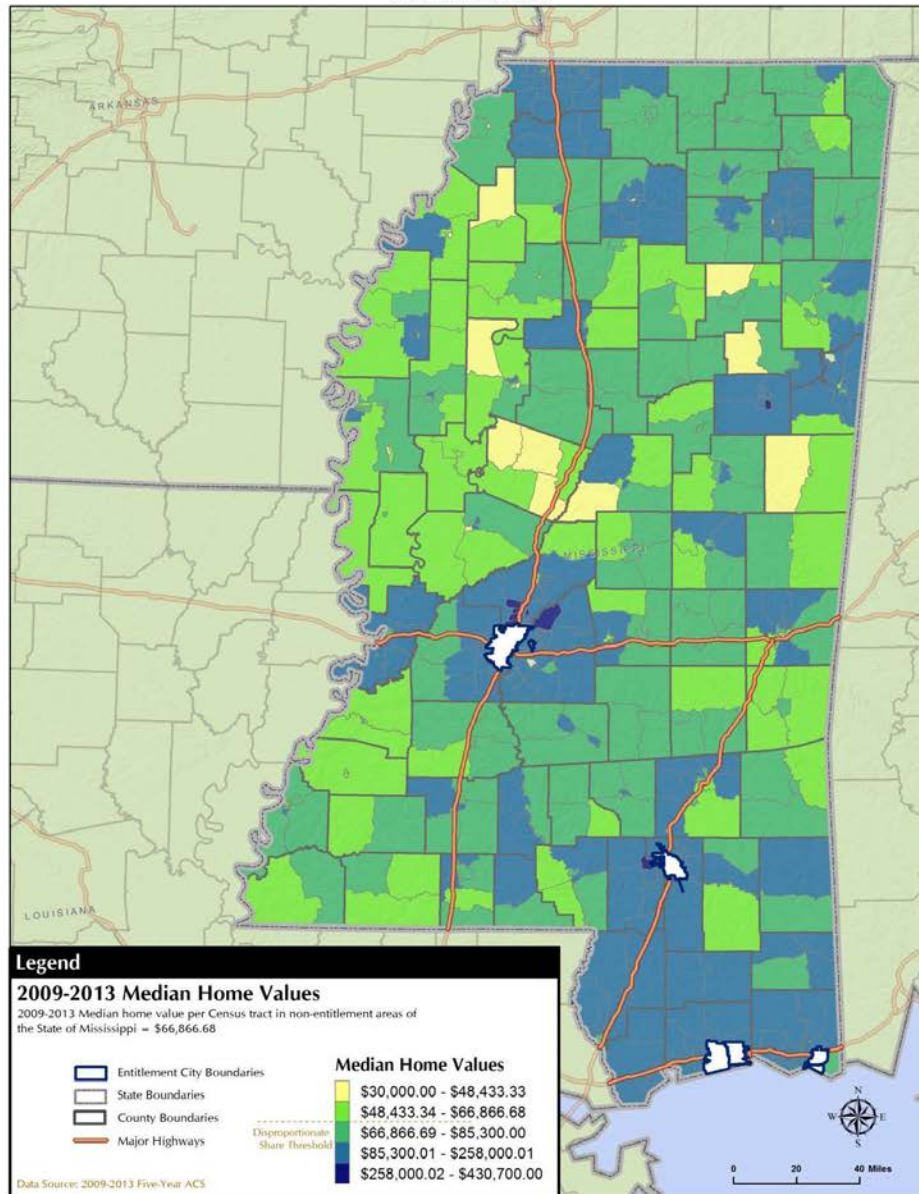 ARKANSAS
MISSISSIPPI
LOUISIANA
Legend
2009-2013 Median Home Values
2009-2013 Median home value per Census tract in non-entitlement areas of
the State of Mississippi = $66,866.68
Entitlement City Boundaries
State Boundaries
County Boundaries
Major Highways
Data Source: 2009-2013 Five-Year ACS
Median Home Values
$30,000.00 - $48,433.33
$48,433.34 - $66,866.68
Disproportionate
Share Threshold
$66,866.69 - $85,300.00
$85,300.01 - $258,000.01
$258,000.02 - $430,700.00
N
W E
S
0 20 40 Miles